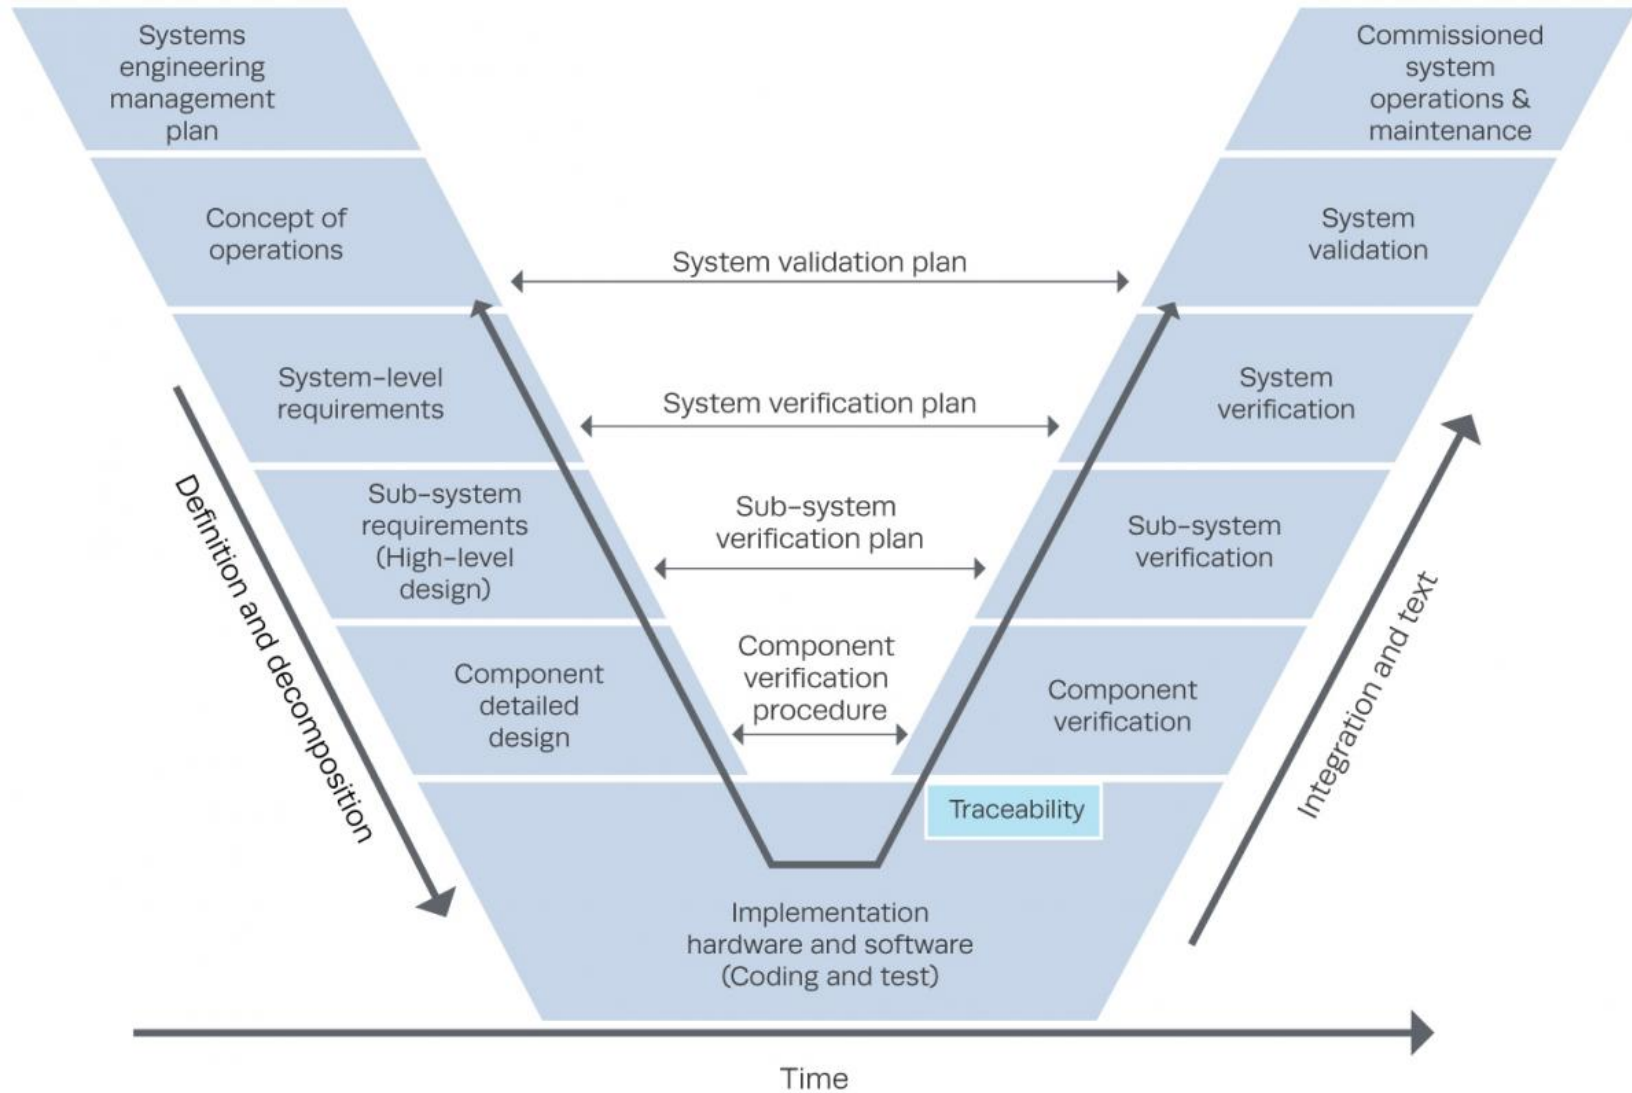 Systems
engineering
management
plan
Commissioned
system
operations &
maintenance
Concept of
operations
System
validation
System validation plan
System-level
requirements
System verification plan
System
verification
Sub-system
requirements
(High-level
design)
Sub-system
verification plan
Sub-system
verification
Definition and decomposition
Component
detailed
design
Component
verification
procedure
Component
verification
Integration and text
Traceability
Implementation
hardware and software
(Coding and test)
Time